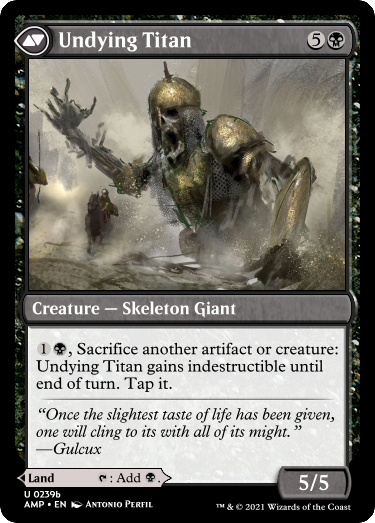 Undying Titan 5
Creature — Skeleton Giant
1 , Sacrifice another artifact or creature:
Undying Titan gains indestructible until
end of turn. Tap it.
“Once the slightest taste of life has been given,
one will cling to its with all of its might.”
—Gulcux
Land : Add .
5/5
U 0239b
AMP • EN Antonio Perfil
™ & © 2021 Wizards of the Coast